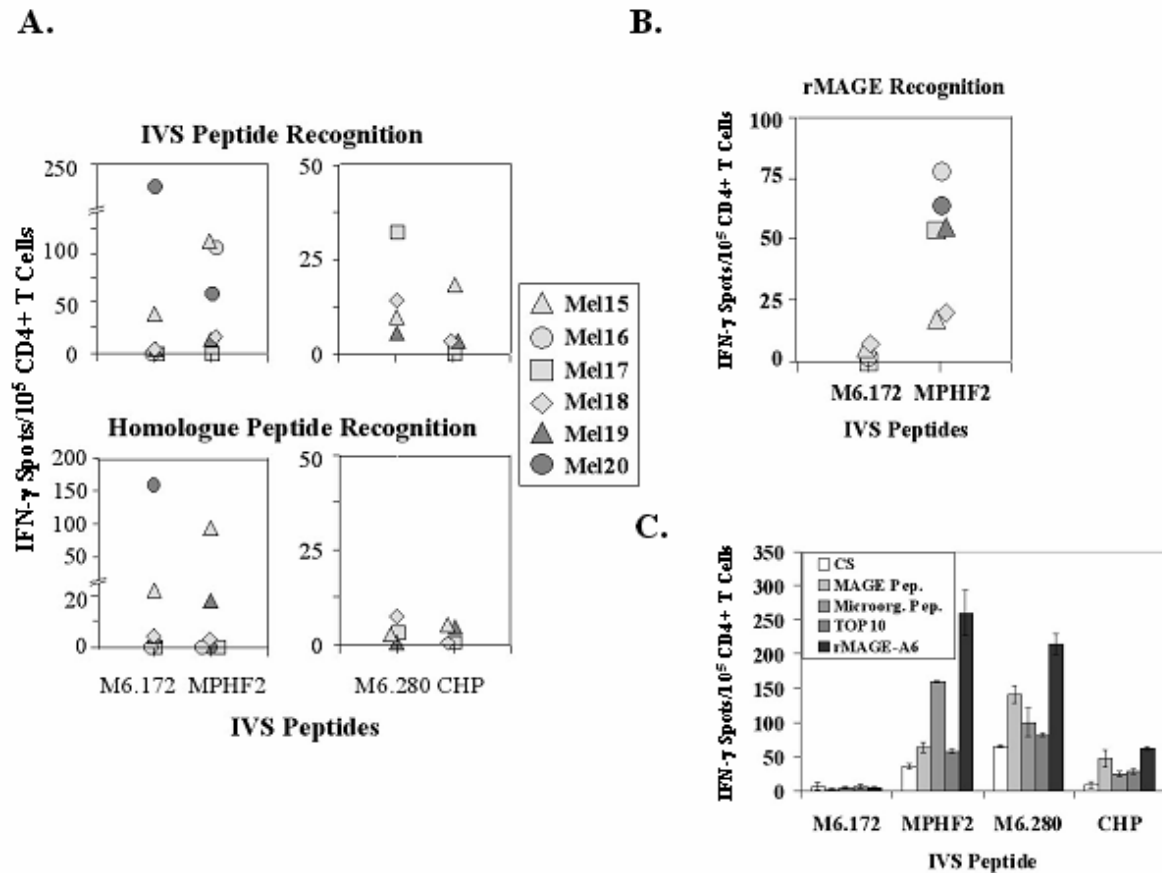 A.
IVS Peptide Recognition
IFN-γ Spots/10⁵ CD4+ T Cells
250
100
50
0
50
25
0
Homologue Peptide Recognition
200
150
100
50
20
0
50
25
0
M6.172 MPHF2
M6.280 CHP
IVS Peptides
Mel15
Mel16
Mel17
Mel18
Mel19
Mel20
B.
rMAGE Recognition
IFN-γ Spots/10⁵ CD4+ T Cells
100
75
50
25
0
M6.172 MPHF2
IVS Peptides
C.
IFN-γ Spots/10⁵ CD4+ T Cells
350
300
250
200
150
100
50
0
CS
MAGE Pep.
Microorg. Pep.
TOP10
rMAGE-A6
M6.172 MPHF2 M6.280 CHP
IVS Peptide